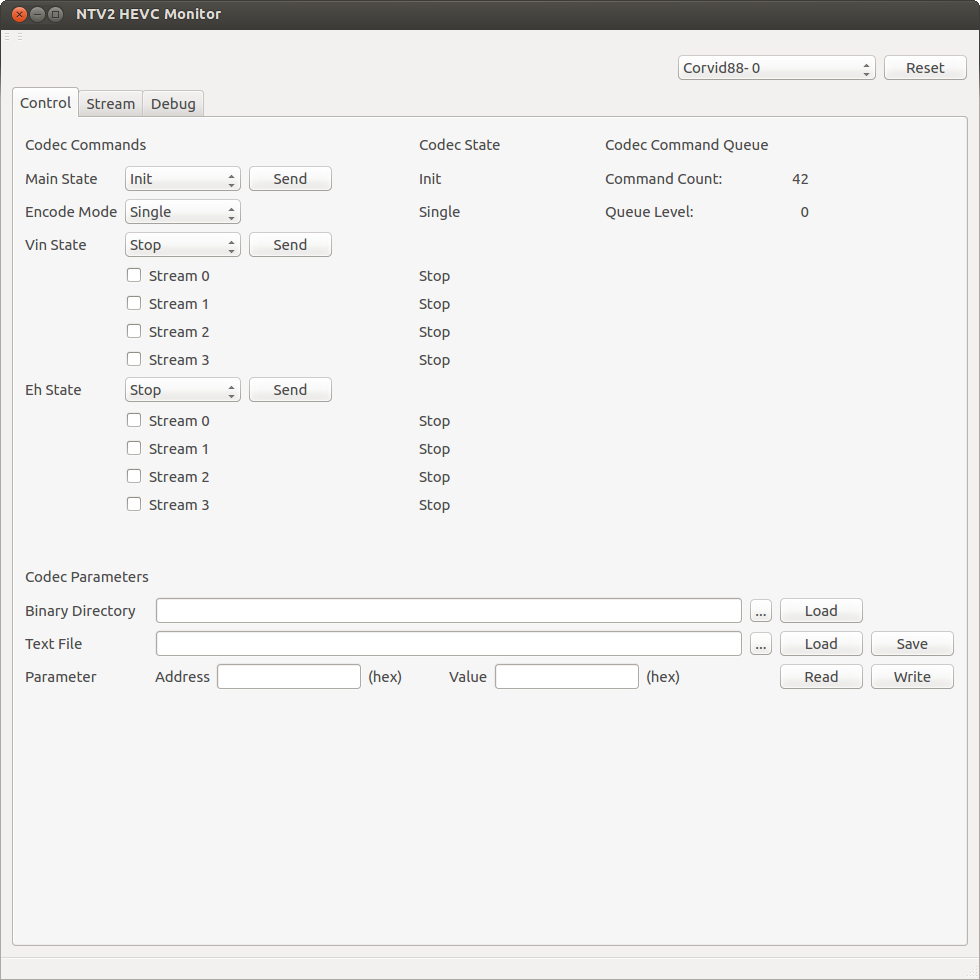 NTV2 HEVC Monitor
Corvid88- 0 Reset
Control Stream Debug
Codec Commands Codec State Codec Command Queue
Main State Init Send Init Command Count: 42
Encode Mode Single Single Queue Level: 0
Vin State Stop Send
Stream 0 Stop
Stream 1 Stop
Stream 2 Stop
Stream 3 Stop
Eh State Stop Send
Stream 0 Stop
Stream 1 Stop
Stream 2 Stop
Stream 3 Stop
Codec Parameters
Binary Directory ... Load
Text File ... Load Save
Parameter Address (hex) Value (hex) Read Write